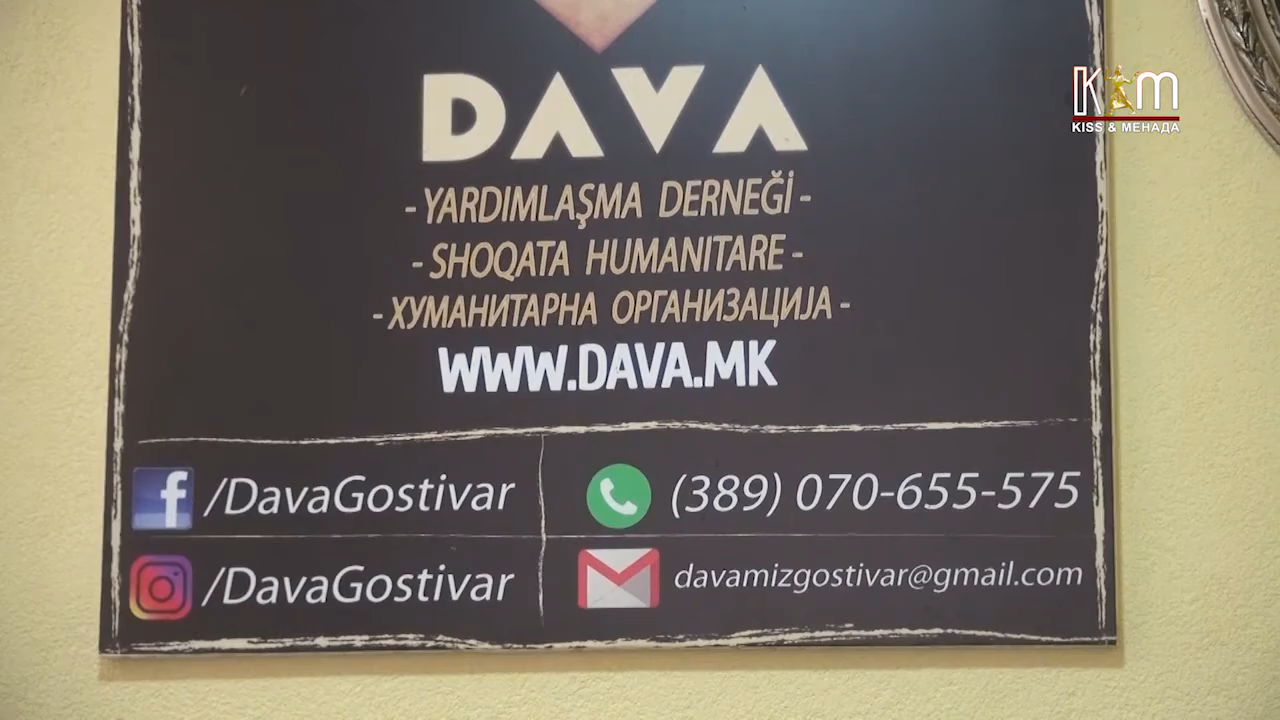 K m
KISS & МЕНАДА
DAVA
- YARDIMLAŞMA DERNEĞİ -
- SHOQATA HUMANITARE -
- ХУМАНИТАРНА ОРГАНИЗАЦИЈА -
WWW.DAVA.MK
/DavaGostivar
(389) 070-655-575
/DavaGostivar
davamizgostivar@gmail.com